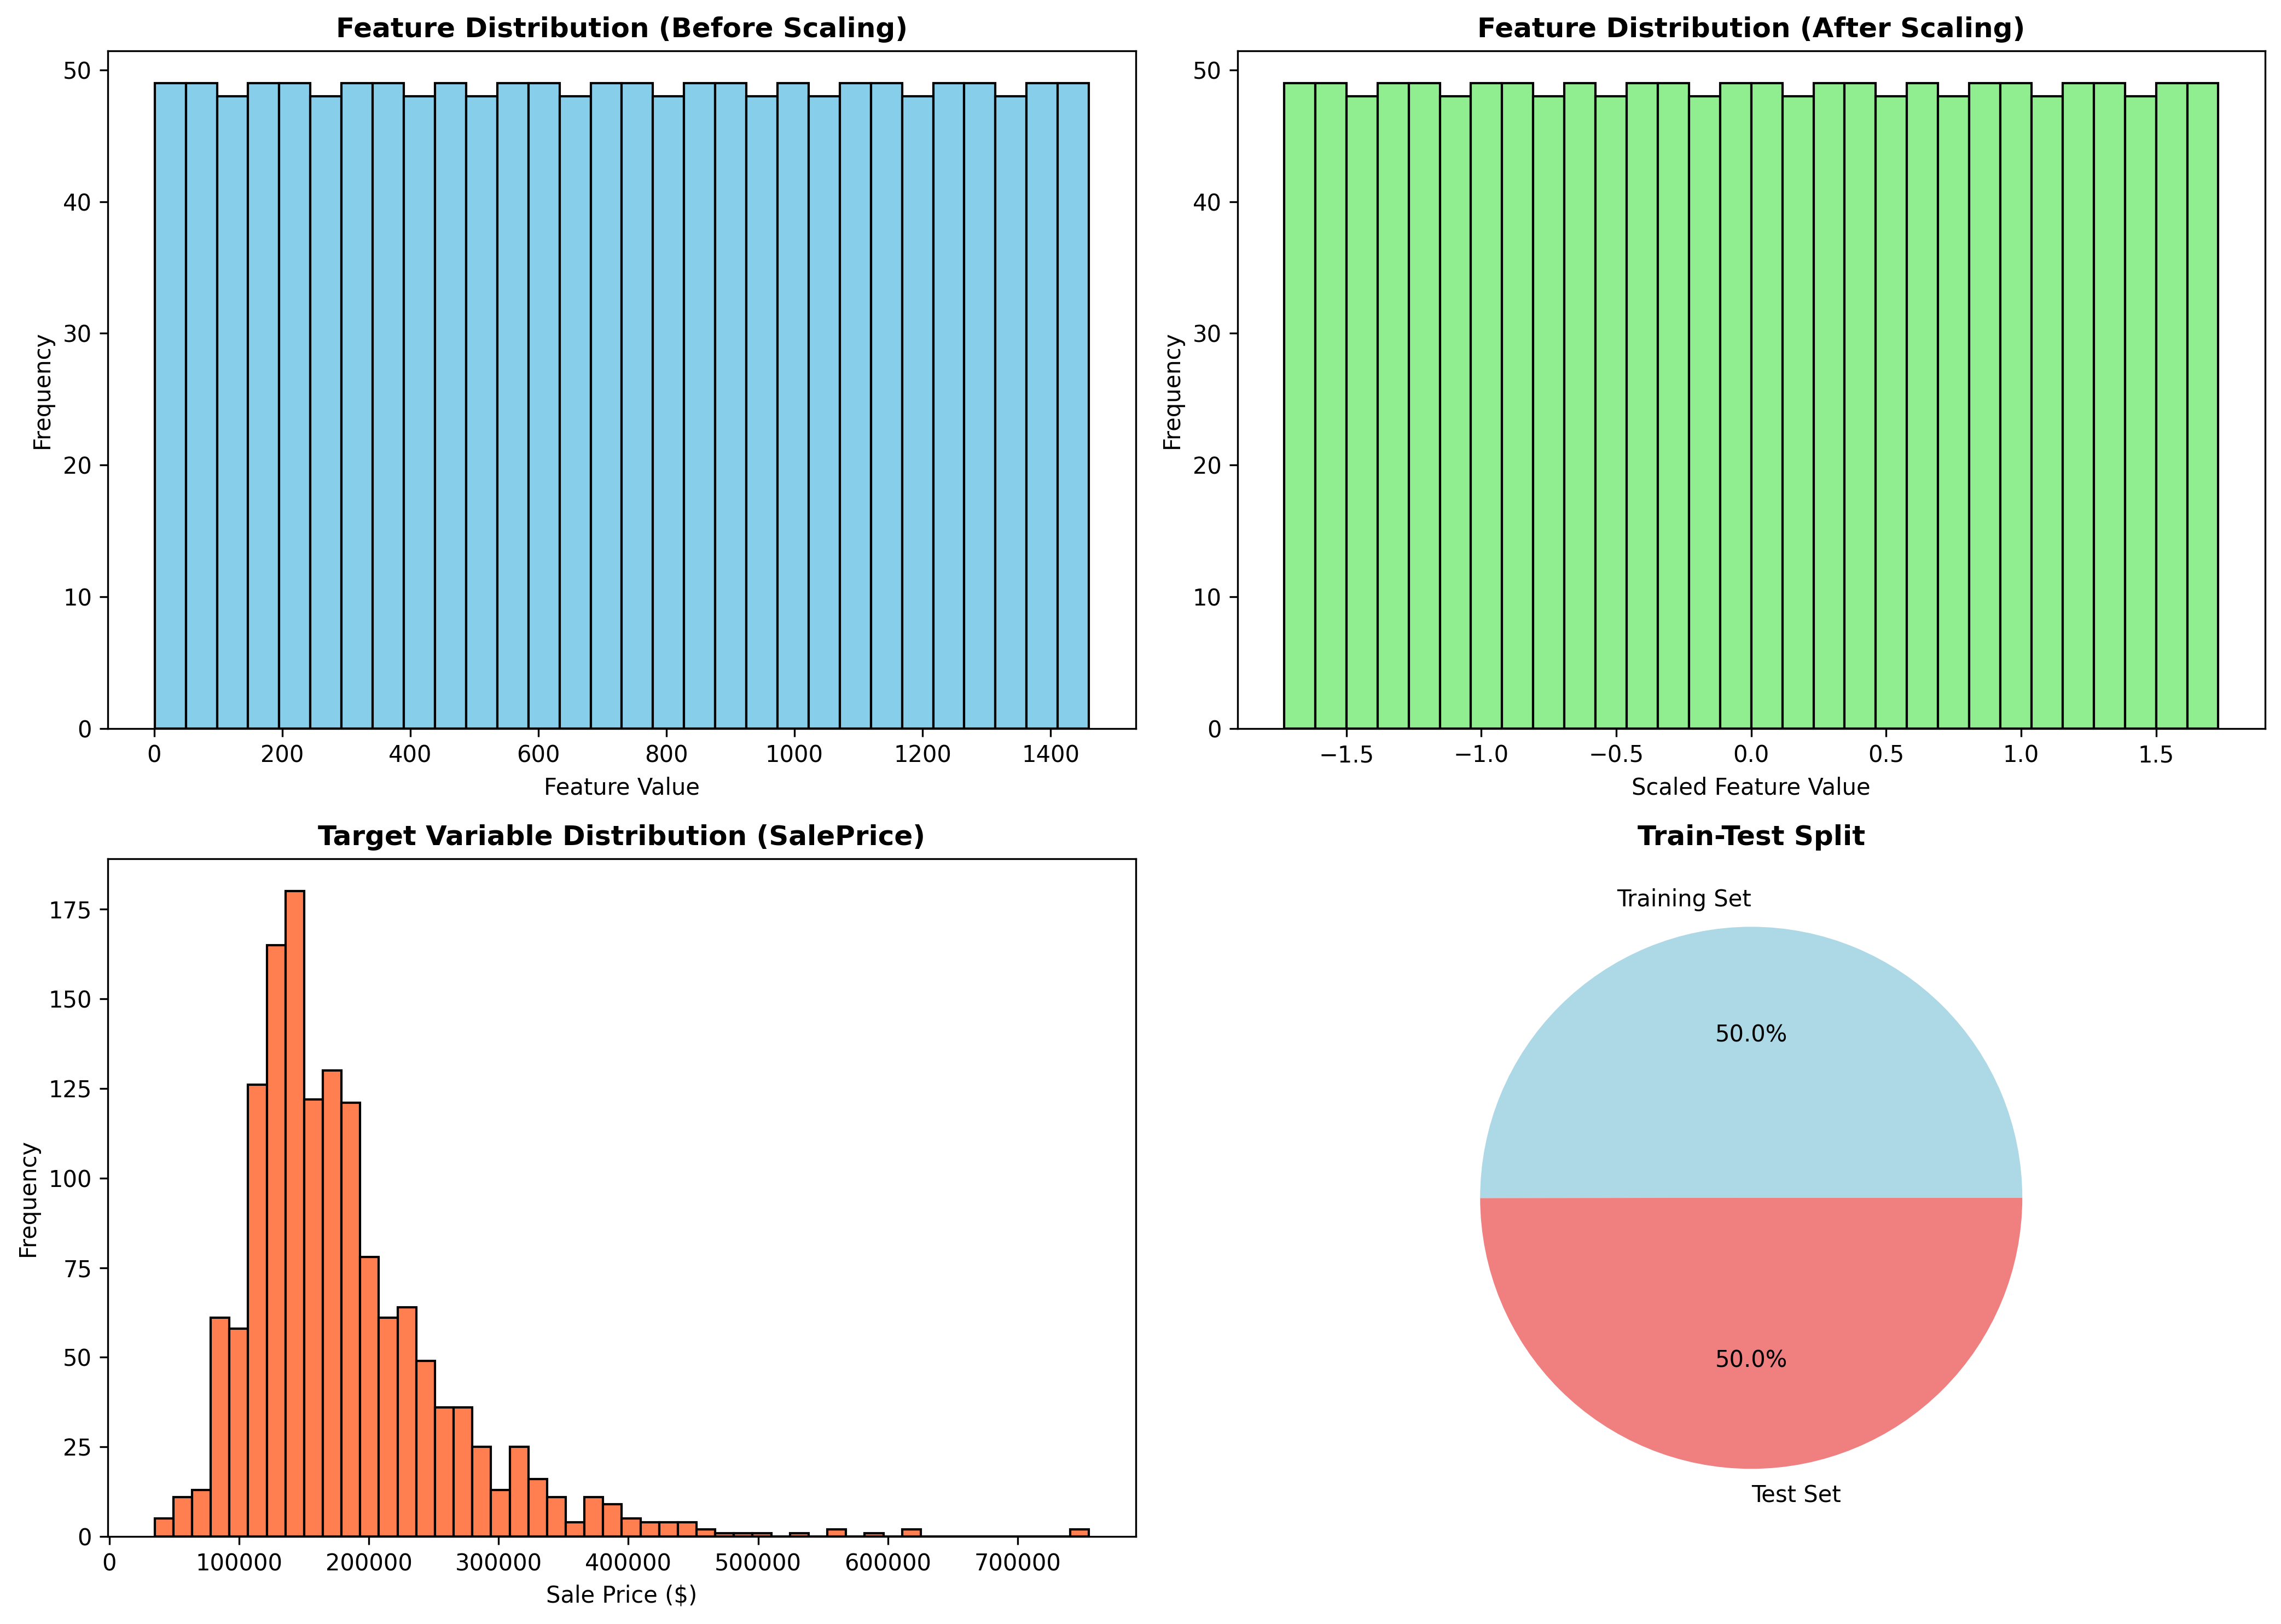 Feature Distribution (Before Scaling)
Frequency
50
40
30
20
10
0
0 200 400 600 800 1000 1200 1400
Feature Value
Feature Distribution (After Scaling)
Frequency
50
40
30
20
10
0
−1.5 −1.0 −0.5 0.0 0.5 1.0 1.5
Scaled Feature Value
Target Variable Distribution (SalePrice)
Frequency
175
150
125
100
75
50
25
0
0 100000 200000 300000 400000 500000 600000 700000
Sale Price ($)
Train-Test Split
Training Set
50.0%
50.0%
Test Set